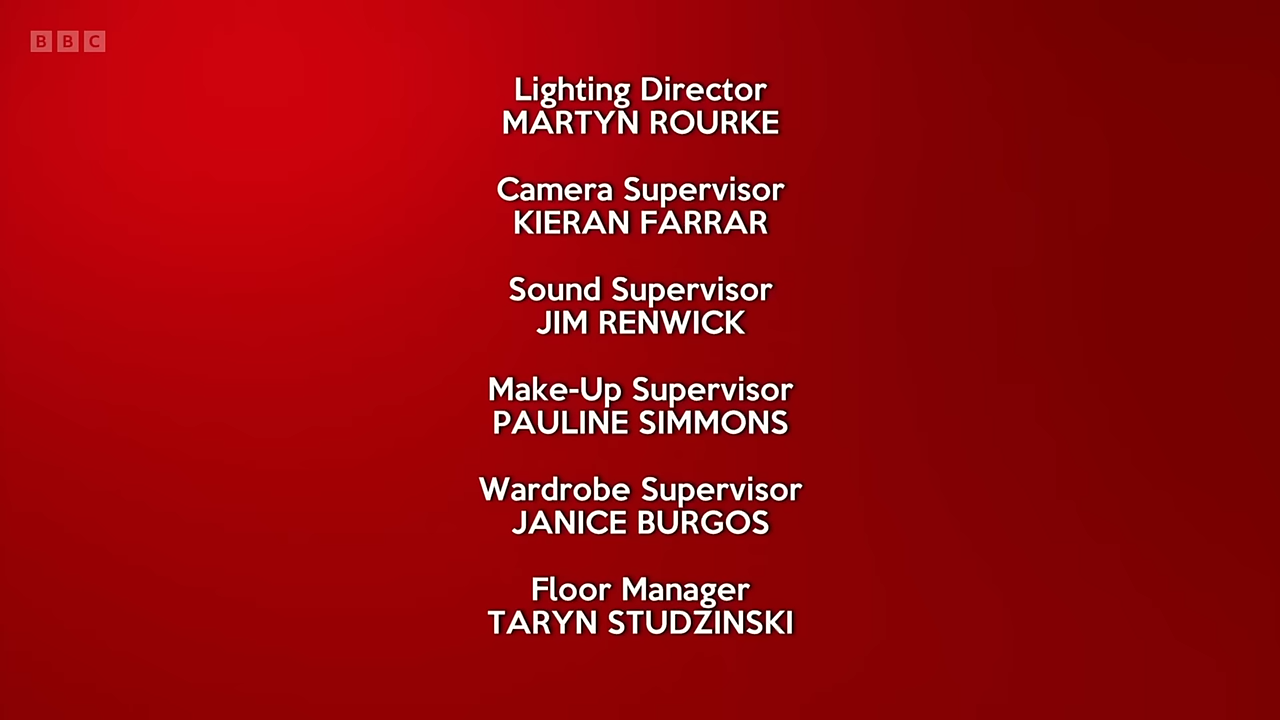 BBC
Lighting Director
MARTYN ROURKE
Camera Supervisor
KIERAN FARRAR
Sound Supervisor
JIM RENWICK
Make-Up Supervisor
PAULINE SIMMONS
Wardrobe Supervisor
JANICE BURGOS
Floor Manager
TARYN STUDZINSKI